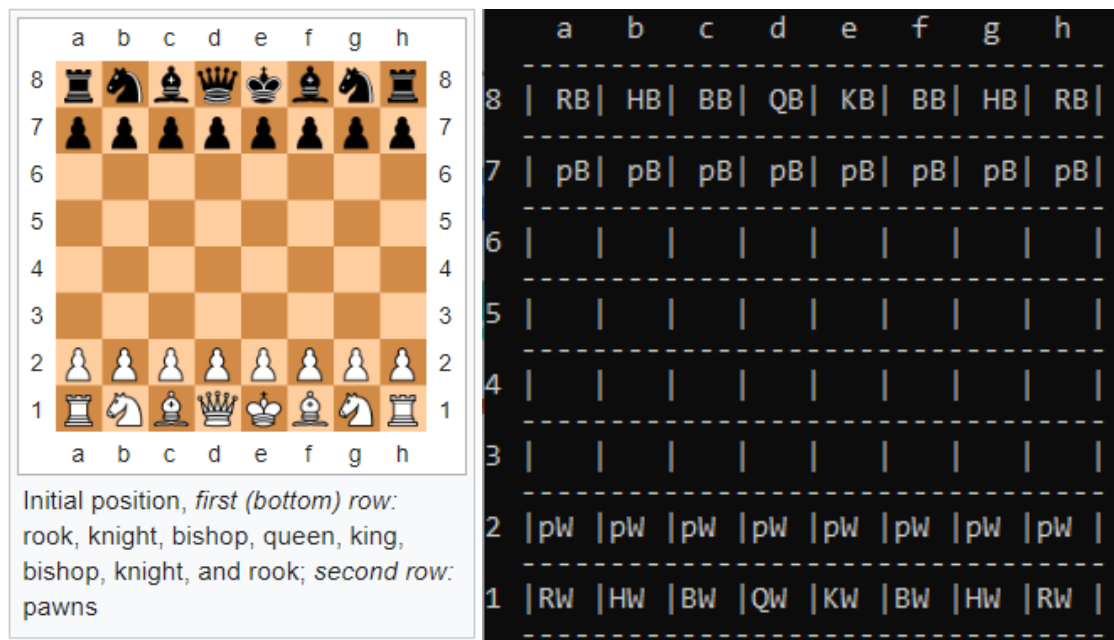 a b c d e f g h
8 8
7 7
6 6
5 5
4 4
3 3
2 2
1 1
a b c d e f g h
Initial position, first (bottom) row:
rook, knight, bishop, queen, king,
bishop, knight, and rook; second row:
pawns
a b c d e f g h
---------------------------------
8 | RB| HB| BB| QB| KB| BB| HB| RB|
---------------------------------
7 | pB| pB| pB| pB| pB| pB| pB| pB|
---------------------------------
6 | | | | | | | | |
---------------------------------
5 | | | | | | | | |
---------------------------------
4 | | | | | | | | |
---------------------------------
3 | | | | | | | | |
---------------------------------
2 |pW |pW |pW |pW |pW |pW |pW |pW |
---------------------------------
1 |RW |HW |BW |QW |KW |BW |HW |RW |
---------------------------------